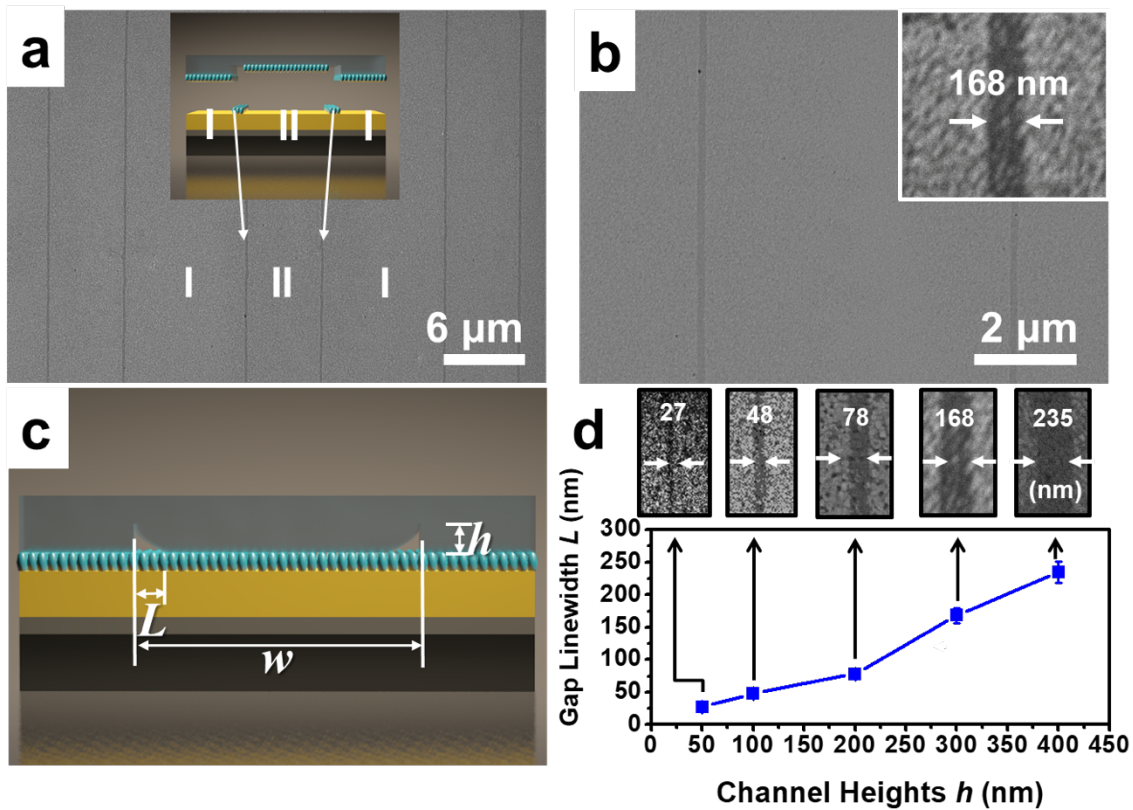 a
I II I
I II I
6 µm
b
168 nm
2 µm
c
h
L
w
d
27 48 78 168 235
(nm)
Gap Linewidth L (nm)
300
250
200
150
100
50
0
0 50 100 150 200 250 300 350 400 450
Channel Heights h (nm)